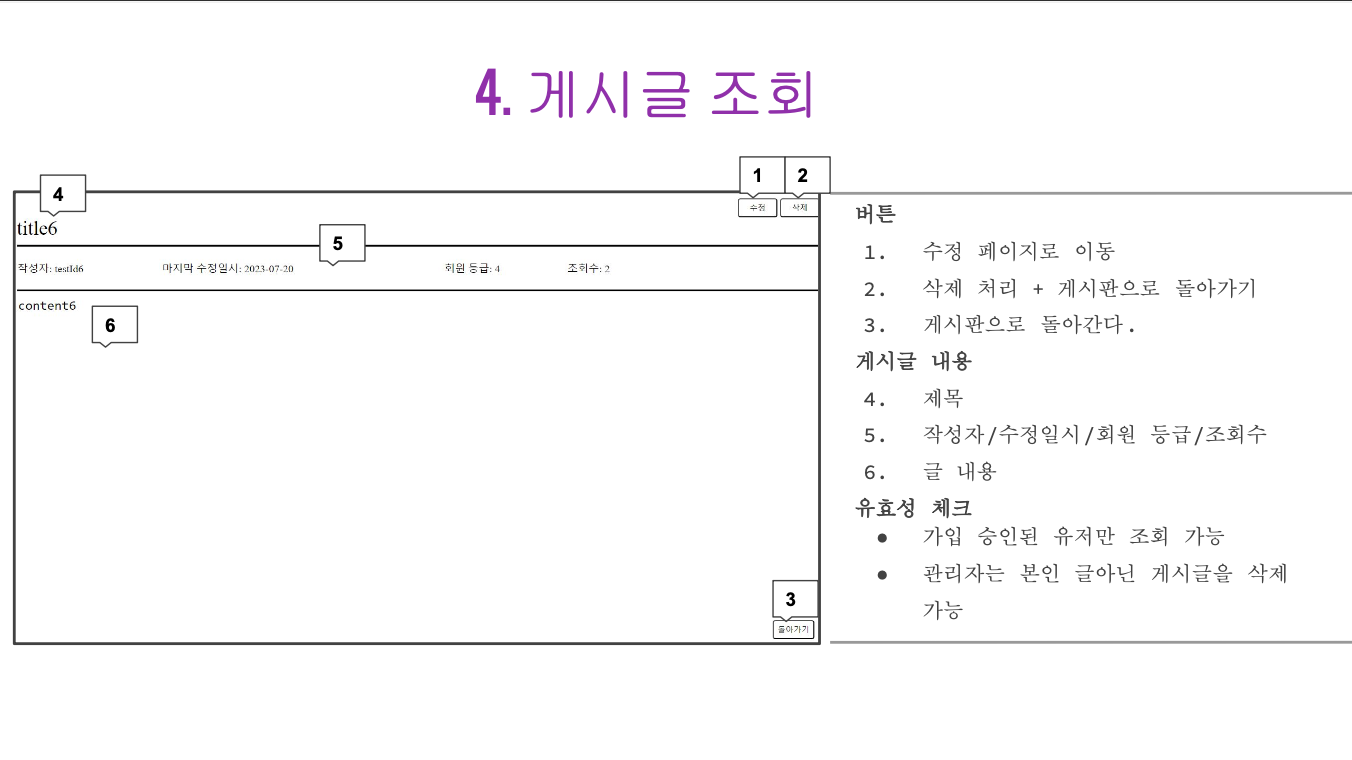 4. 게시글 조회
1
2
4
수정
삭제
title6
5
작성자: testId6
마지막 수정일시: 2023-07-20
회원 등급: 4
조회수: 2
content6
6
3
돌아가기
버튼
1. 수정 페이지로 이동
2. 삭제 처리 + 게시판으로 돌아가기
3. 게시판으로 돌아간다.
게시글 내용
4. 제목
5. 작성자/수정일시/회원 등급/조회수
6. 글 내용
유효성 체크
● 가입 승인된 유저만 조회 가능
● 관리자는 본인 글아닌 게시글을 삭제
가능